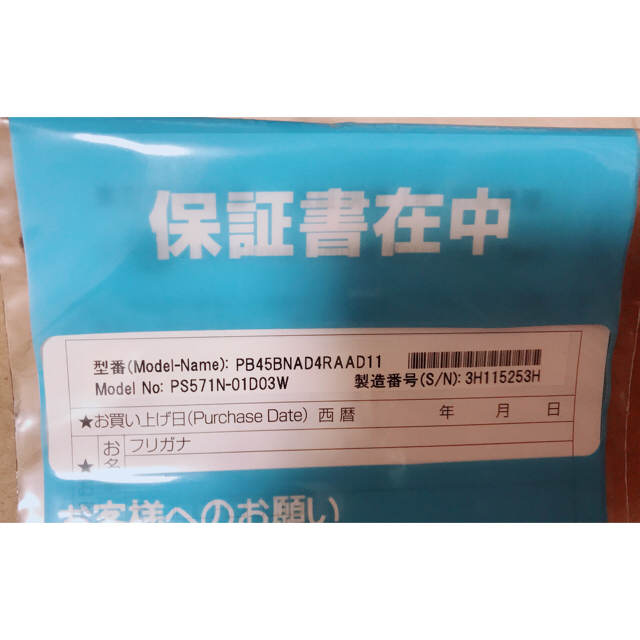 保証書在中
型番(Model-Name): PB45BNAD4RAAD11
Model No: PS571N-01D03W 製造番号(S/N): 3H115253H
★お買い上げ日(Purchase Date) 西暦 年 月 日
フリガナ
★ お名
お客様へのお願い